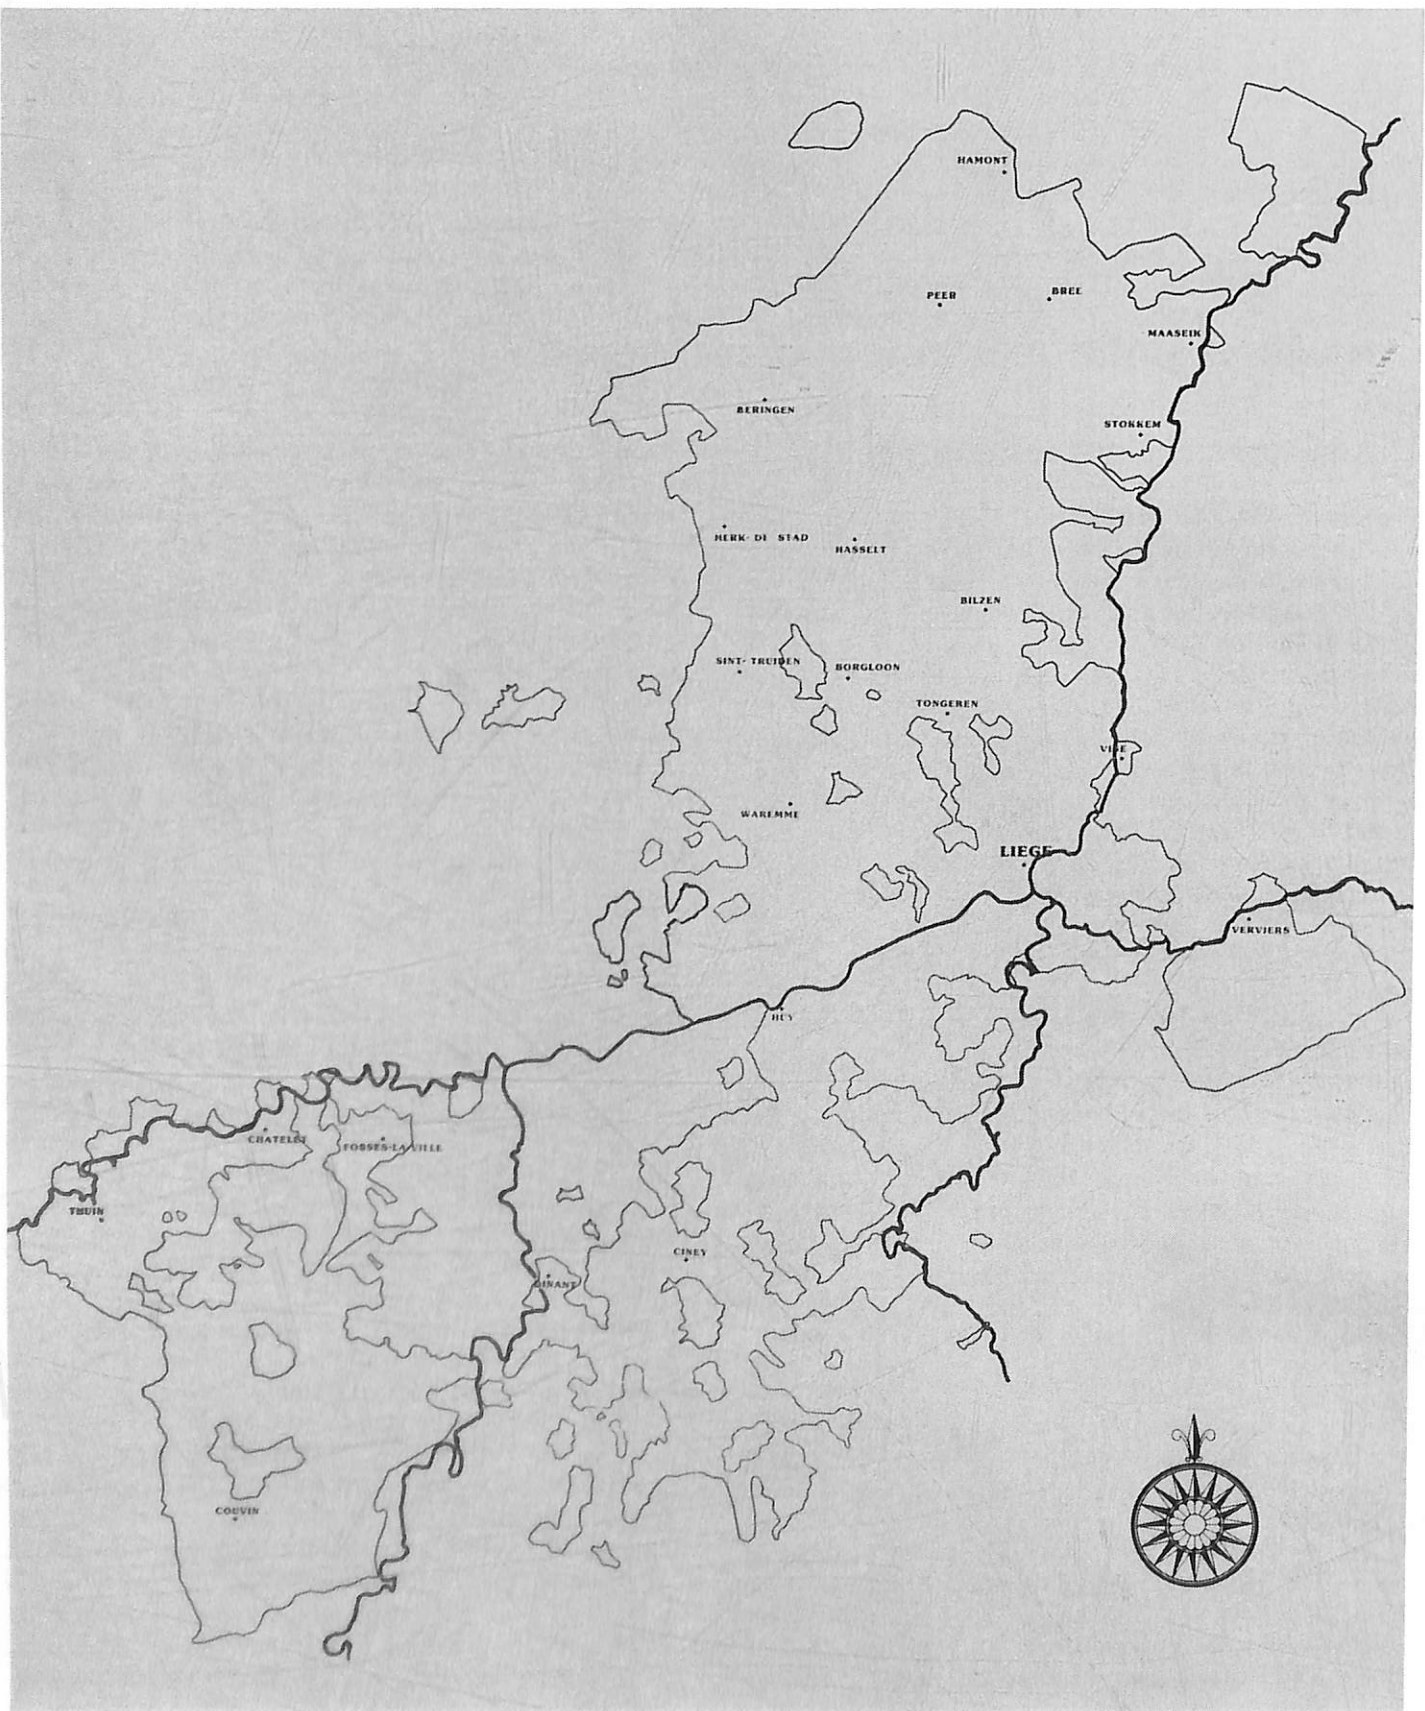 HAMONT
PEER
BREE
MAASEIK
BERINGEN
STOKKEM
HERK- DE STAD
HASSELT
BILZEN
SINT- TRUIDEN
BORGLOON
TONGEREN
VISE
WAREMME
LIEGE
VERVIERS
HUY
CHATELET
FOSSES-LA-VILLE
THUIN
CINEY
DINANT
COUVIN